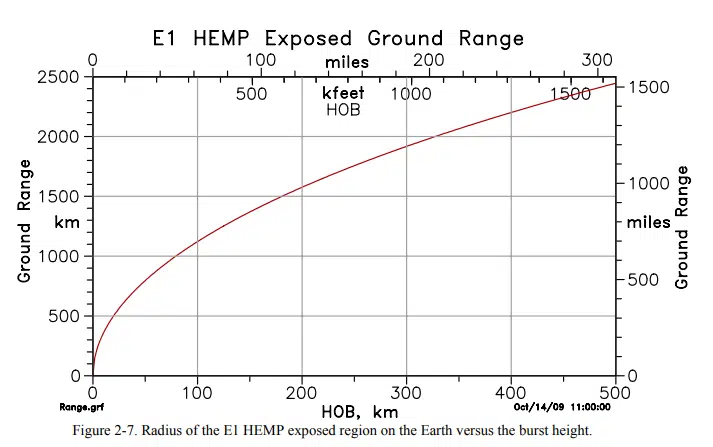 E1 HEMP Exposed Ground Range
0 100 200 300
miles
2500 500 kfeet 1000 1500 1500
HOB
2000
Ground Range
1500 1000
km miles
Ground Range
1000
500
500
0 0
0 100 200 300 400 500
Range.grf HOB, km Oct/14/09 11:00:00
Figure 2-7. Radius of the E1 HEMP exposed region on the Earth versus the burst height.